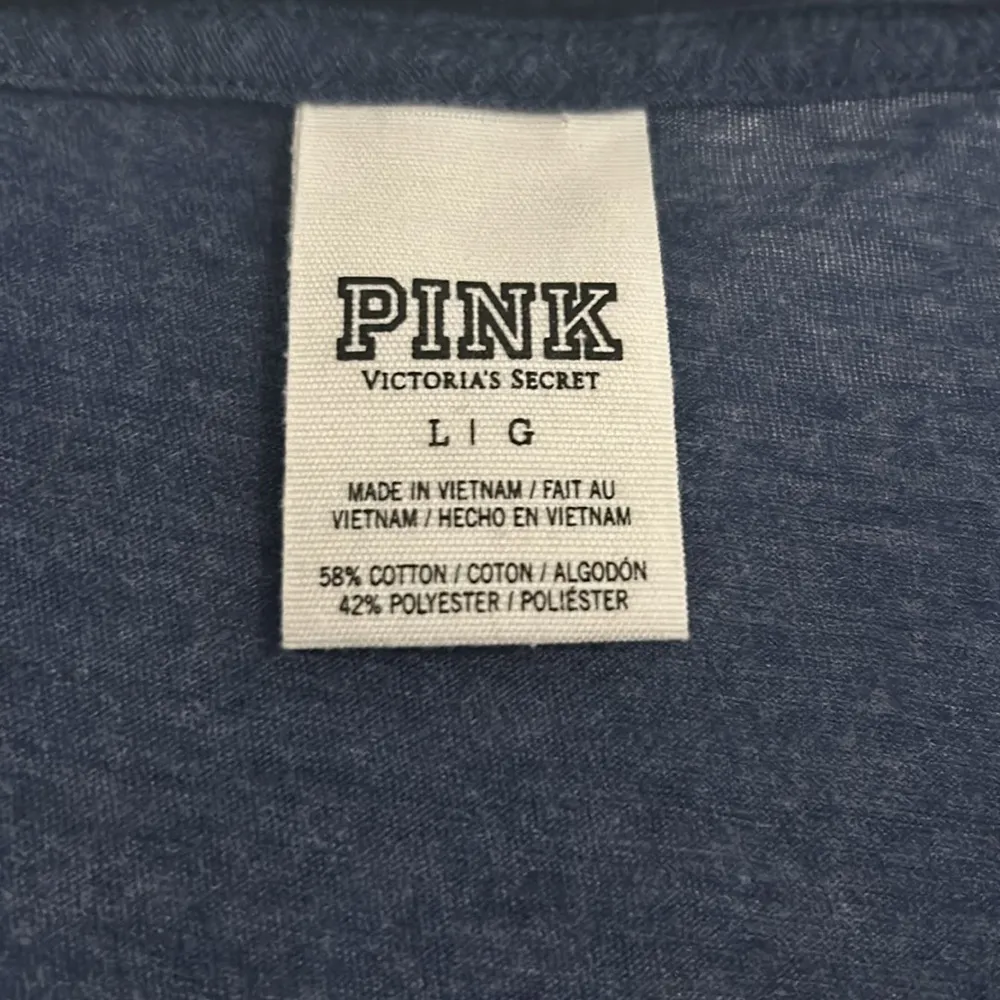 PINK
VICTORIA'S SECRET
L | G
MADE IN VIETNAM / FAIT AU
VIETNAM / HECHO EN VIETNAM
58% COTTON / COTON / ALGODÓN
42% POLYESTER / POLIÉSTER